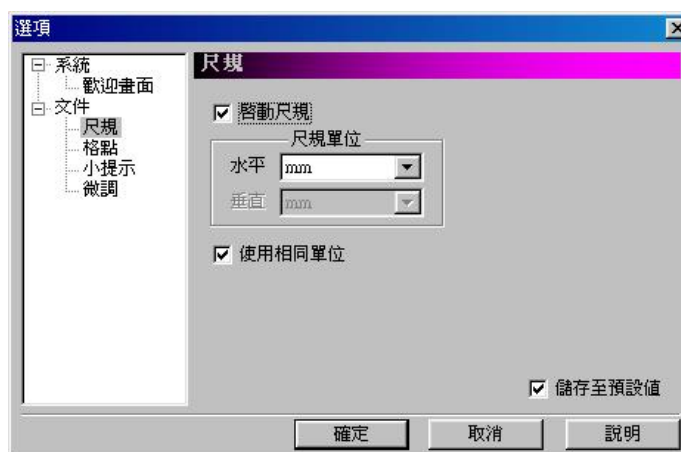 選項
系統
歡迎畫面
文件
尺規
格點
小提示
微調
尺規
啓動尺規
尺規單位
水平 mm
垂直 mm
使用相同單位
儲存至預設值
確定 取消 說明